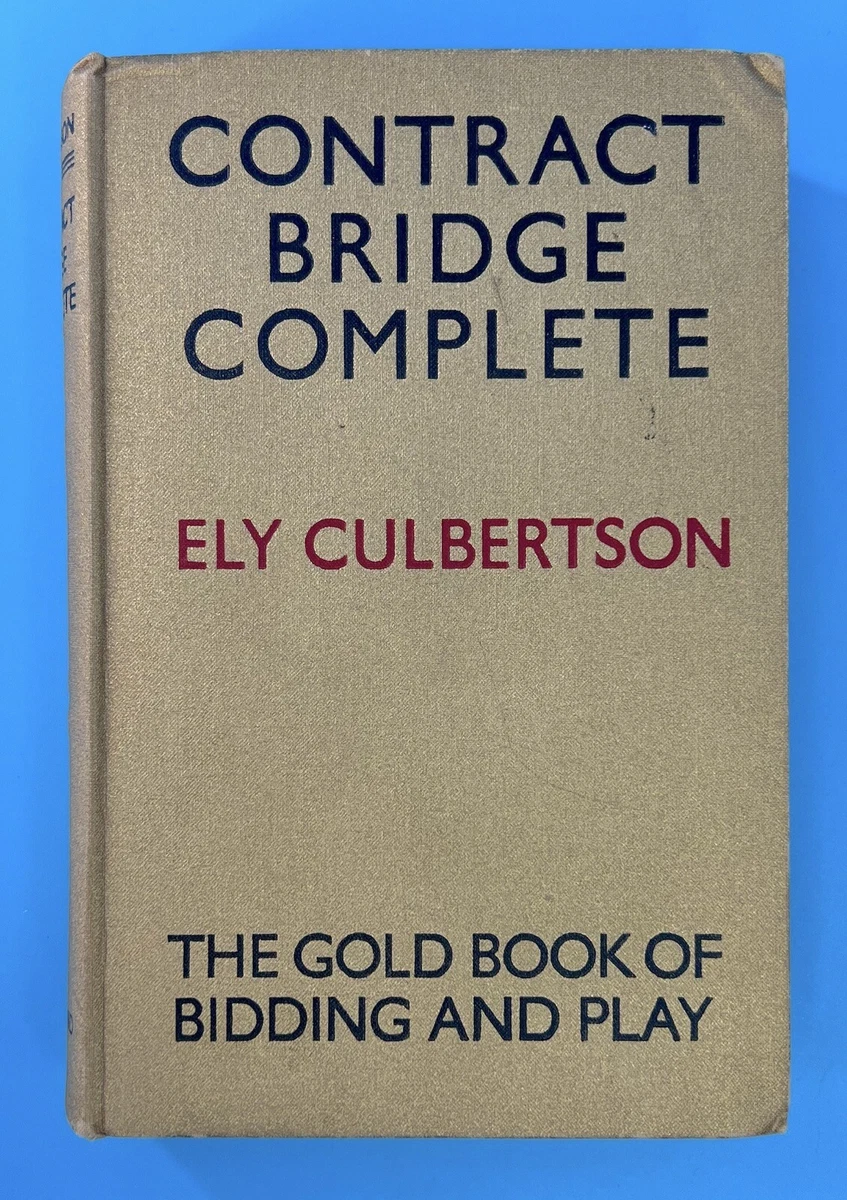 CONTRACT
BRIDGE
COMPLETE
ELY CULBERTSON
THE GOLD BOOK OF
BIDDING AND PLAY